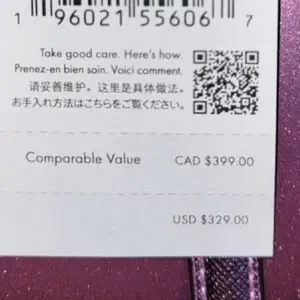 1 96021 55606 7
Take good care. Here's how.
Prenez-en bien soin. Voici comment.
请妥善维护。这里是具体做法。
お手入れ方法はこちらをご覧ください。
Comparable Value CAD $399.00
USD $329.00